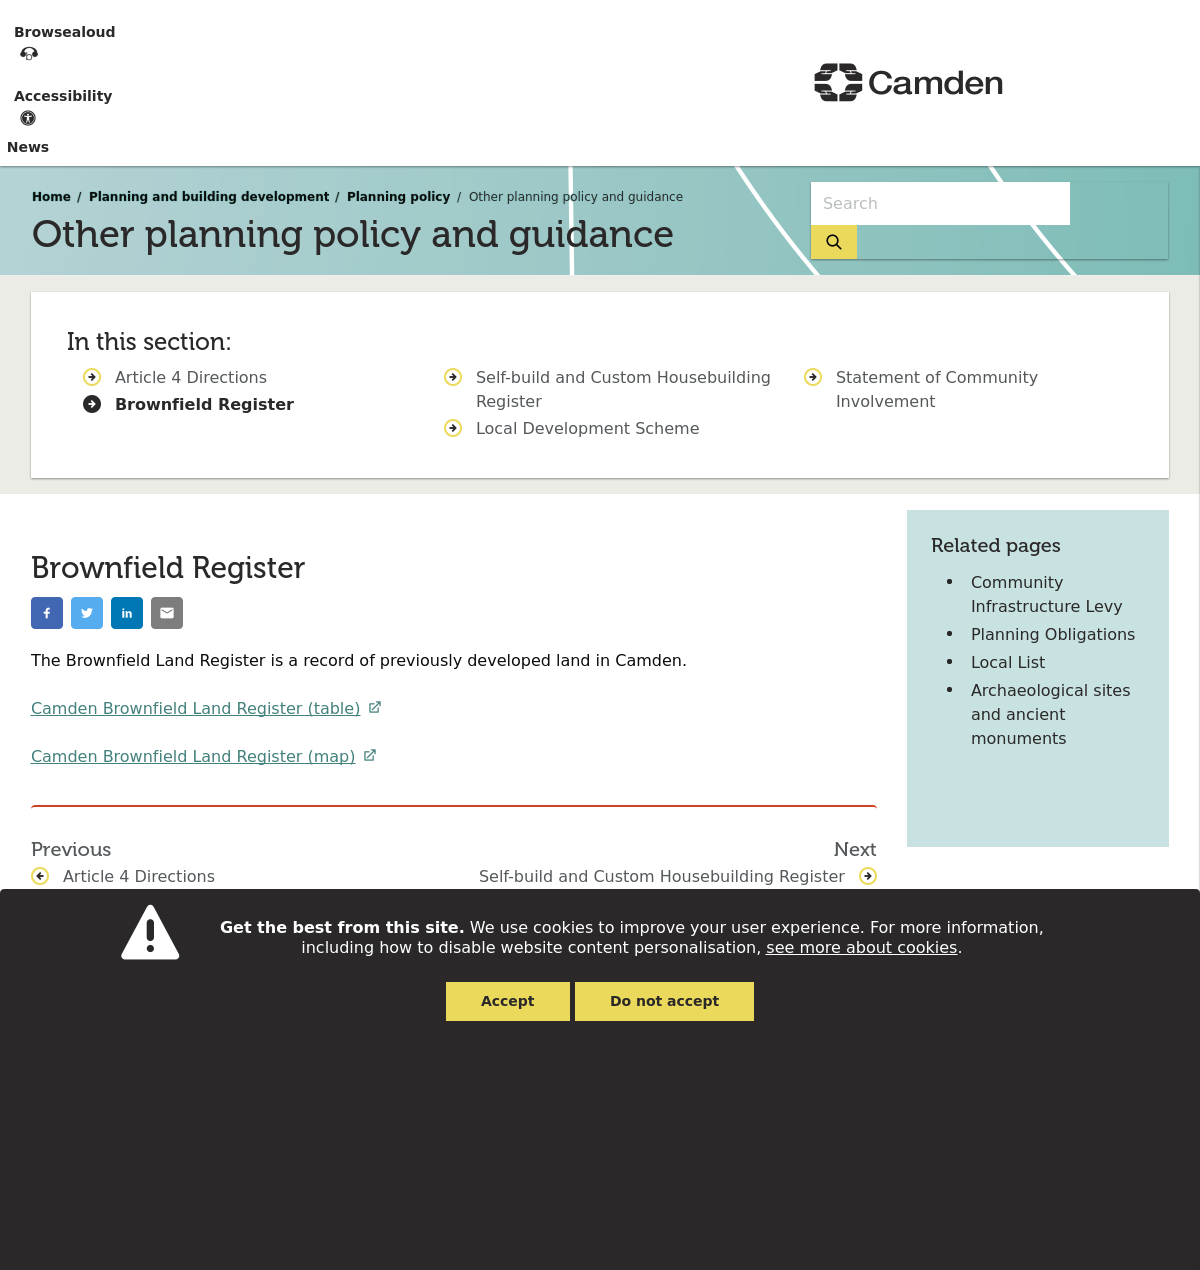 Browsealoud
Accessibility
News
Camden
Home / Planning and building development / Planning policy / Other planning policy and guidance
Other planning policy and guidance
Search
In this section:
Article 4 Directions
Brownfield Register
Self-build and Custom Housebuilding
Register
Local Development Scheme
Statement of Community
Involvement
Brownfield Register
The Brownfield Land Register is a record of previously developed land in Camden.
Camden Brownfield Land Register (table)
Camden Brownfield Land Register (map)
Previous
Article 4 Directions
Next
Self-build and Custom Housebuilding Register
Related pages
Community
Infrastructure Levy
Planning Obligations
Local List
Archaeological sites
and ancient
monuments
Get the best from this site. We use cookies to improve your user experience. For more information,
including how to disable website content personalisation, see more about cookies.
Accept
Do not accept